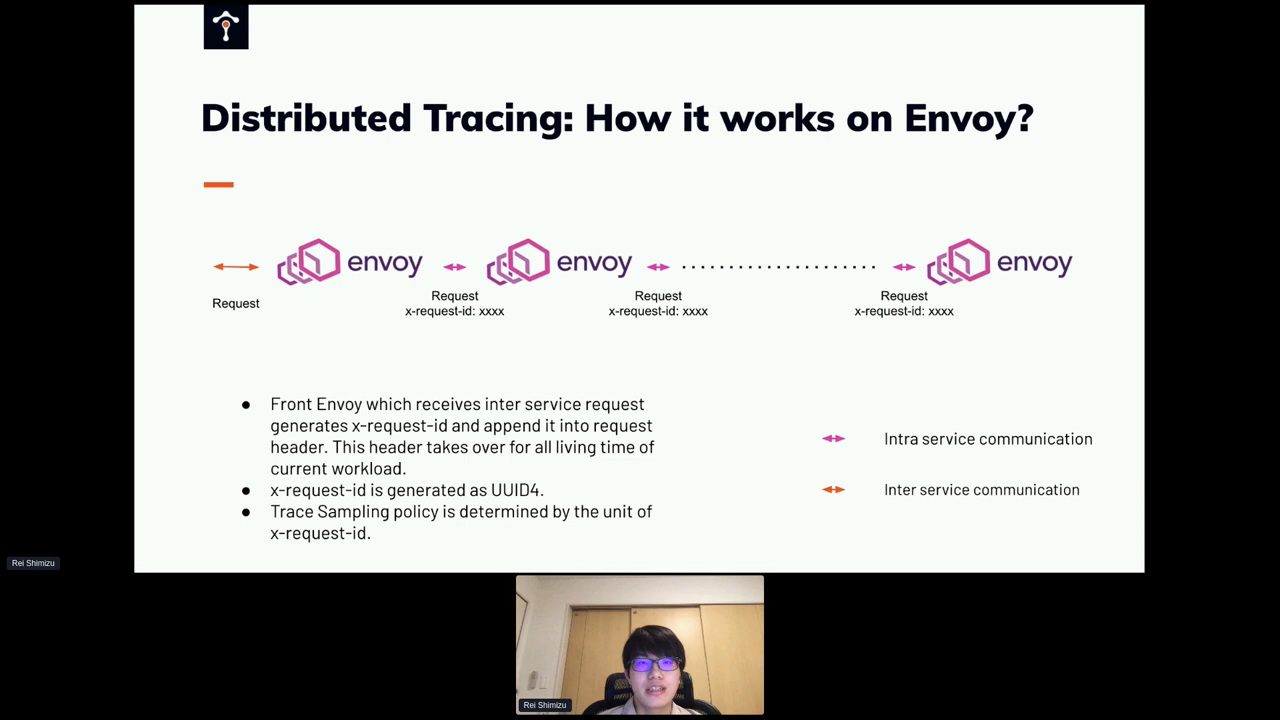 Distributed Tracing: How it works on Envoy?
envoy
envoy
envoy
Request
Request
x-request-id: xxxx
Request
x-request-id: xxxx
Request
x-request-id: xxxx
● Front Envoy which receives inter service request
generates x-request-id and append it into request
header. This header takes over for all living time of
current workload.
● x-request-id is generated as UUID4.
● Trace Sampling policy is determined by the unit of
x-request-id.
Intra service communication
Inter service communication
Rei Shimizu
Rei Shimizu